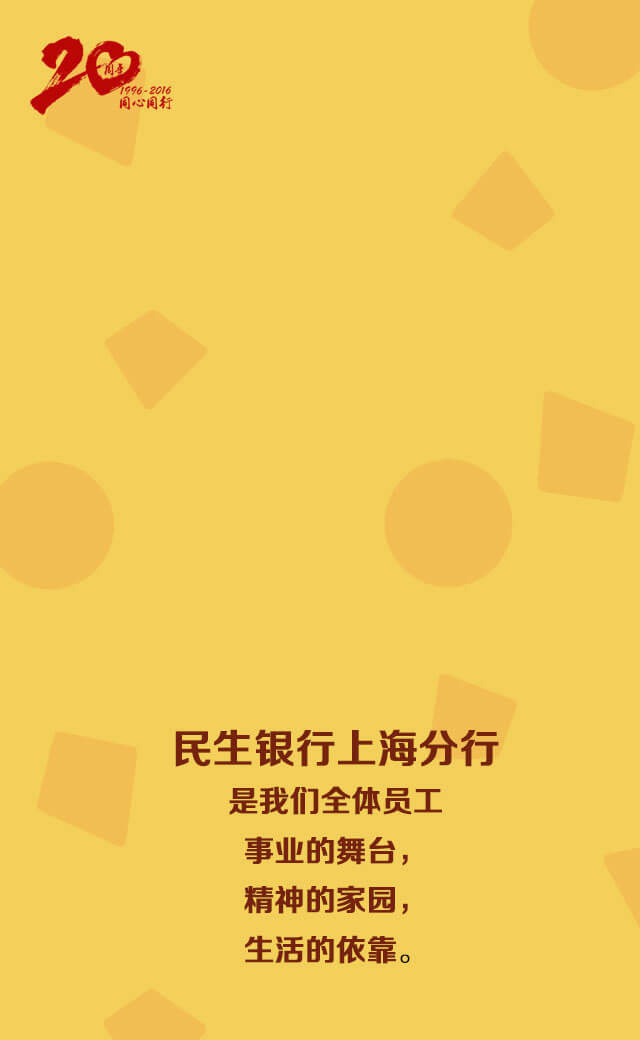 20
周年
1996-2016
同心同行
民生银行上海分行
是我们全体员工
事业的舞台，
精神的家园，
生活的依靠。